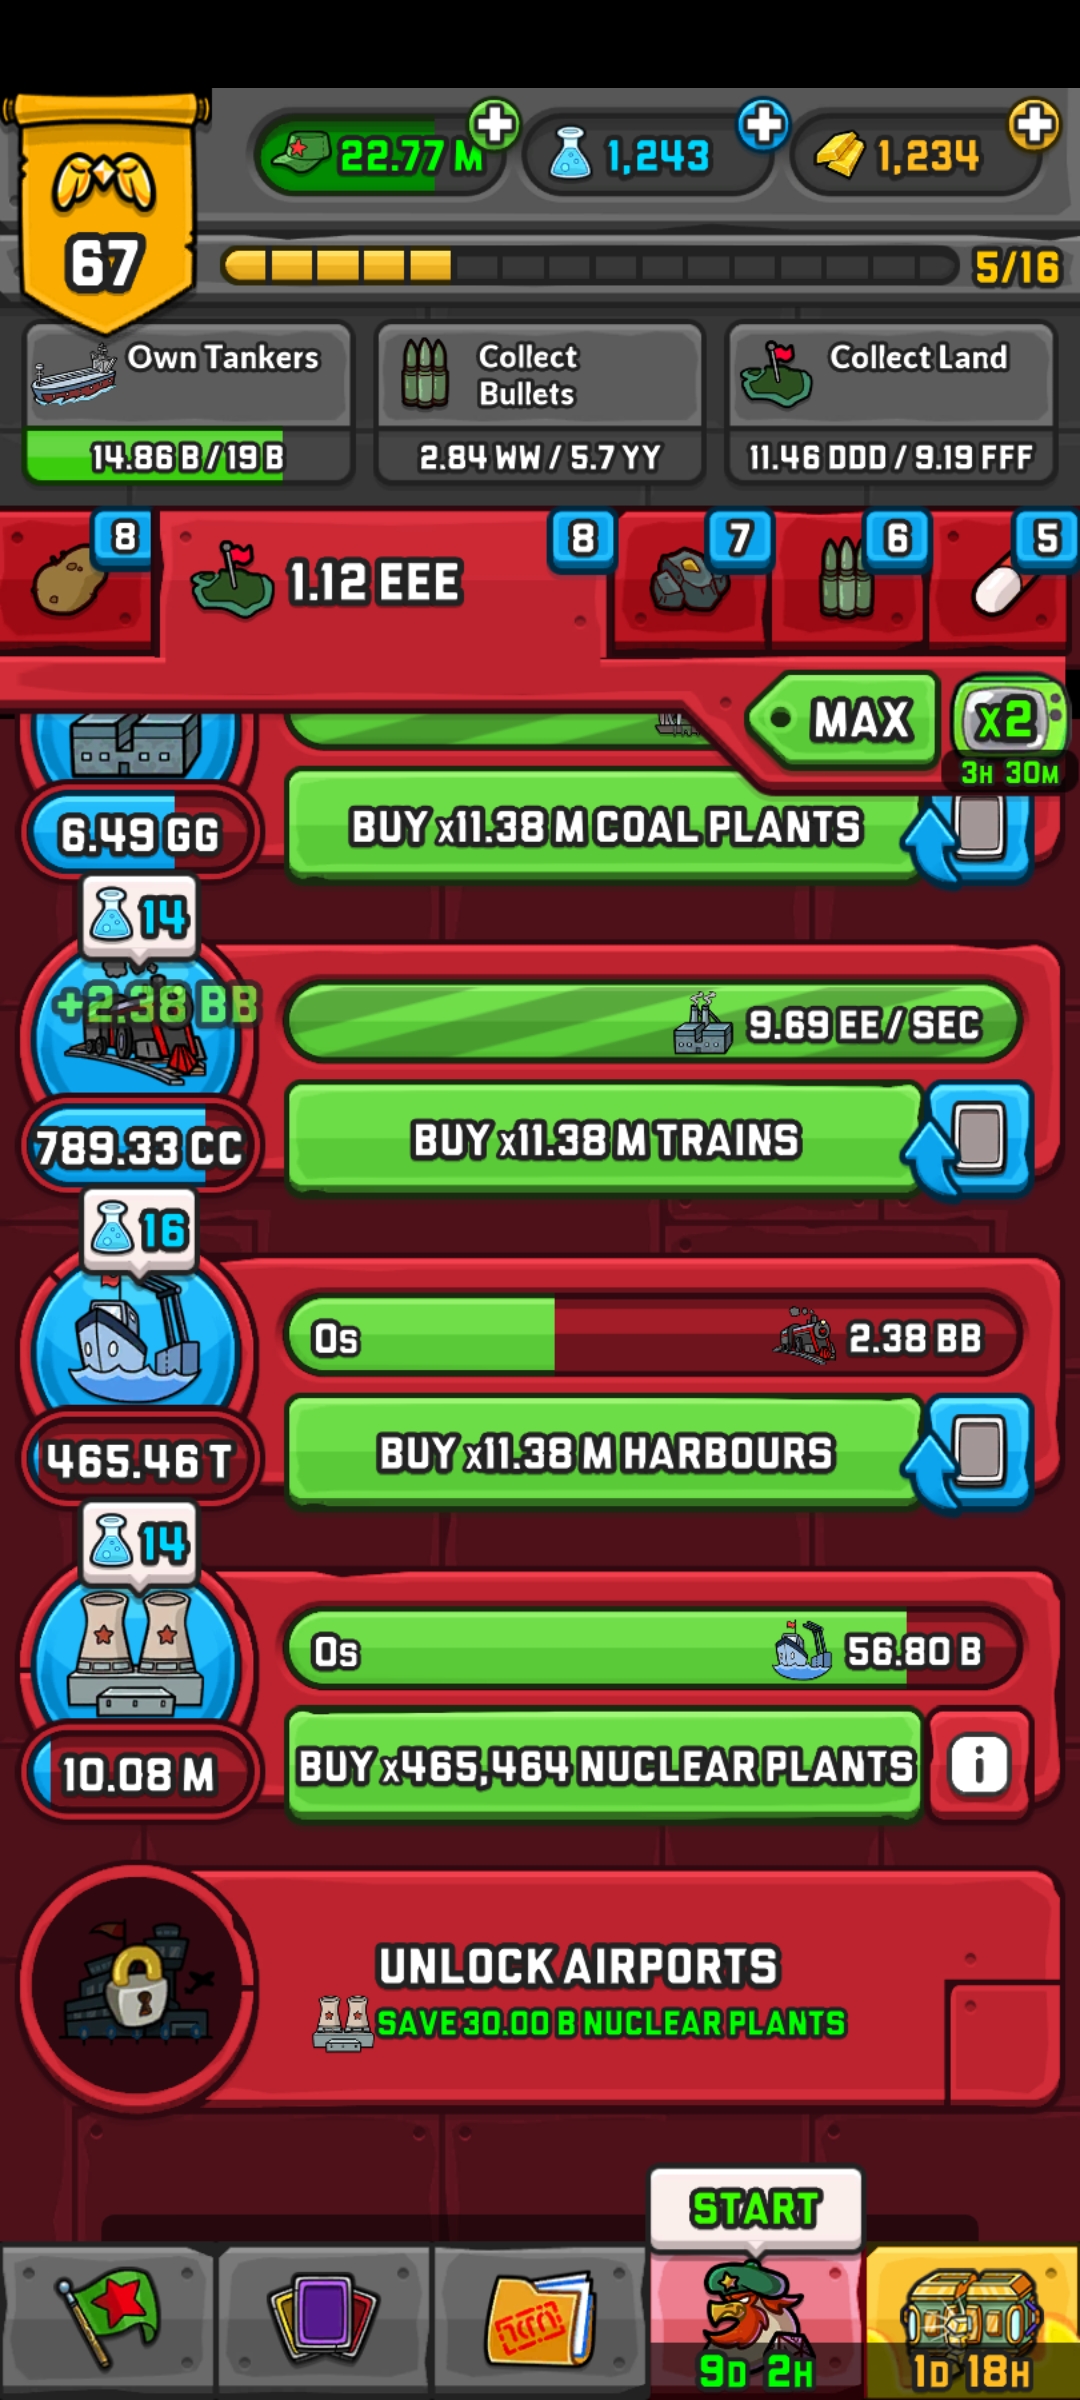 22.77 M
1,243
1,234
67
5/16
Own Tankers
14.86 B / 19 B
Collect
Bullets
2.84 WW / 5.7 YY
Collect Land
11.46 DDD / 9.19 FFF
8
1.12 EEE
8
7
6
5
MAX
x2
3H 30M
6.49 GG
BUY x11.38 M COAL PLANTS
14
+2.38 BB
9.69 EE / SEC
789.33 CC
BUY x11.38 M TRAINS
16
0s
2.38 BB
465.46 T
BUY x11.38 M HARBOURS
14
0s
56.80 B
10.08 M
BUY x465,464 NUCLEAR PLANTS
i
UNLOCK AIRPORTS
SAVE 30.00 B NUCLEAR PLANTS
START
9D 2H
1D 18H